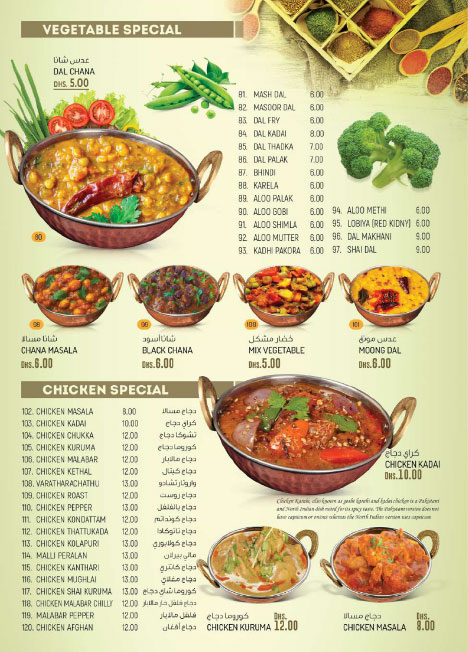 VEGETABLE SPECIAL
عدس شانا
DAL CHANA
DHS. 5.00
80
81. MASH DAL 6.00
82. MASOOR DAL 6.00
83. DAL FRY 6.00
84. DAL KADAI 8.00
85. DAL THADKA 7.00
86. DAL PALAK 7.00
87. BHINDI 6.00
88. KARELA 6.00
89. ALOO PALAK 6.00
90. ALOO GOBI 6.00
91. ALOO SHIMLA 6.00
92. ALOO MUTTER 6.00
93. KADHI PAKORA 6.00
94. ALOO METHI 6.00
95. LOBIYA (RED KIDNY) 6.00
96. DAL MAKHANI 9.00
97. SHAI DAL 9.00
98
شانا مسالا
CHANA MASALA
DHS.6.00
99
شانا أسود
BLACK CHANA
DHS.6.00
100
خضار مشكل
MIX VEGETABLE
DHS.5.00
101
عدس مونق
MOONG DAL
DHS.6.00
CHICKEN SPECIAL
102. CHICKEN MASALA 8.00 دجاج مسالا
103. CHICKEN KADAI 10.00 كراي دجاج
104. CHICKEN CHUKKA 12.00 تشوكا دجاج
105. CHICKEN KURUMA 12.00 كوروما دجاج
106. CHICKEN MALABAR 12.00 دجاج مالابار
107. CHICKEN KETHAL 12.00 دجاج كيتال
108. VARATHARACHATHU 13.00 واروتار تشادو
109. CHICKEN ROAST 12.00 دجاج روست
110. CHICKEN PEPPER 13.00 دجاج بالفلفل
111. CHICKEN KONDATTAM 12.00 دجاج كونداتم
112. CHICKEN THATTUKADA 12.00 دجاج تاتوكادا
113. CHICKEN KOLAPURI 13.00 دجاج كولابوري
114. MALLI PERALAN 13.00 مالي بيرلان
115. CHICKEN KANTHARI 12.00 دجاج كانتري
116. CHICKEN MUGHLAI 12.00 دجاج مغلاي
117. CHICKEN SHAI KURUMA 13.00 كوروما شاي دجاج
118. CHICKEN MALABAR CHILLY 12.00 دجاج فلفل حار مالابار
119. MALABAR PEPPER 13.00 فلفل مالابار
120. CHICKEN AFGHAN 12.00 دجاج أفغان
كراي دجاج
CHICKEN KADAI
DHS.10.00
Chicken Karahi, also known as gosht karahi and kadai chicken is a Pakistani
and North Indian dish noted for its spicy taste. The Pakistani version does not
have capsicum or onions whereas the North Indian version uses capsicum
كوروما دجاج
CHICKEN KURUMA
DHS. 12.00
دجاج مسالا
CHICKEN MASALA
DHS. 8.00